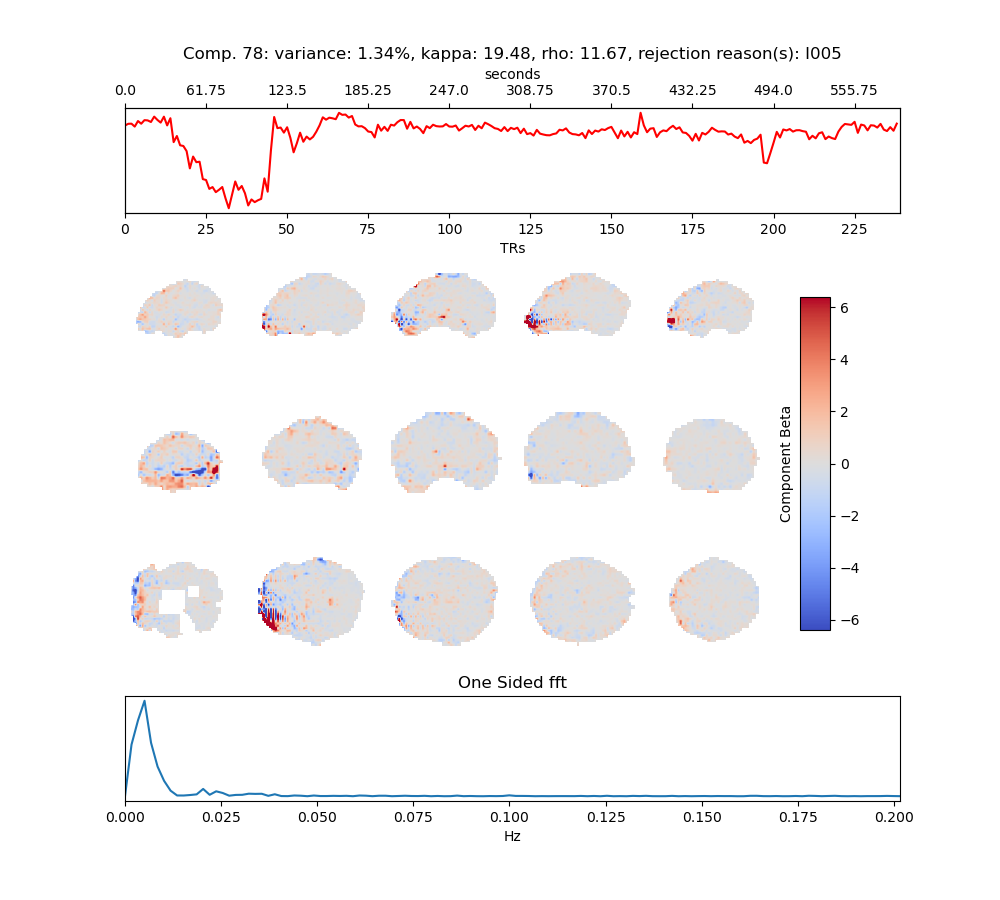 Comp. 78: variance: 1.34%, kappa: 19.48, rho: 11.67, rejection reason(s): I005
seconds
0.0 61.75 123.5 185.25 247.0 308.75 370.5 432.25 494.0 555.75
0 25 50 75 100 125 150 175 200 225
TRs
6
4
2
0
−2
−4
−6
Component Beta
One Sided fft
0.000 0.025 0.050 0.075 0.100 0.125 0.150 0.175 0.200
Hz